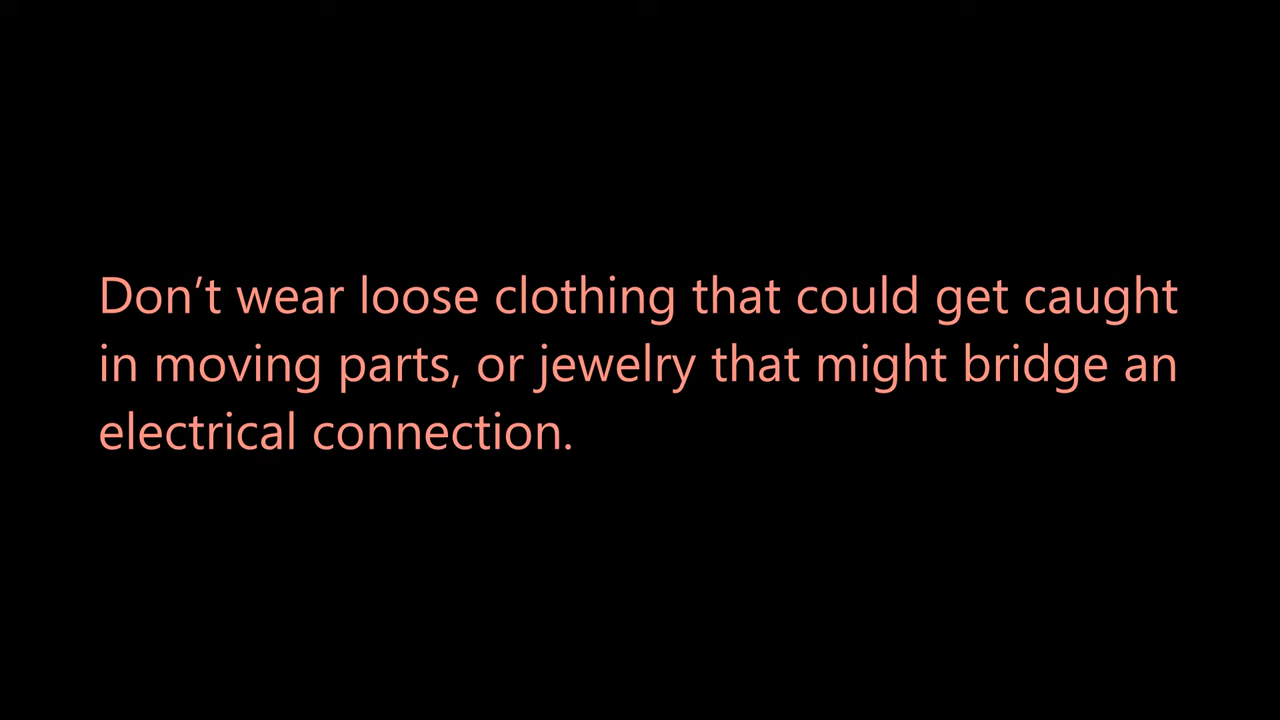 Don’t wear loose clothing that could get caught
in moving parts, or jewelry that might bridge an
electrical connection.